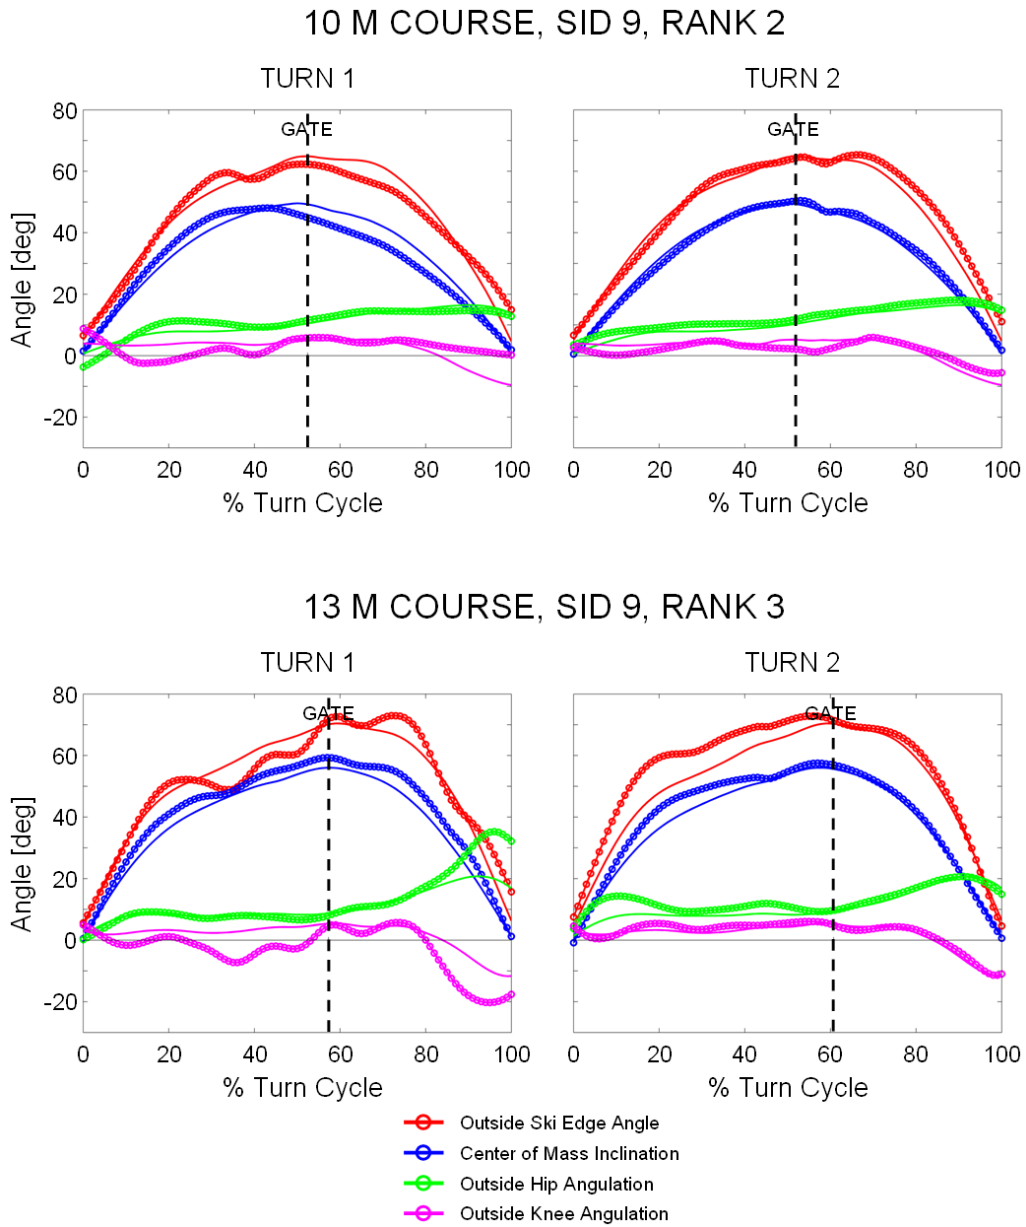 10 M COURSE, SID 9, RANK 2
TURN 1
TURN 2
Angle [deg]
80
60
40
20
0
-20
GATE
GATE
0 20 40 60 80 100
0 20 40 60 80 100
% Turn Cycle
% Turn Cycle
13 M COURSE, SID 9, RANK 3
TURN 1
TURN 2
Angle [deg]
80
60
40
20
0
-20
GATE
GATE
0 20 40 60 80 100
0 20 40 60 80 100
% Turn Cycle
% Turn Cycle
Outside Ski Edge Angle
Center of Mass Inclination
Outside Hip Angulation
Outside Knee Angulation